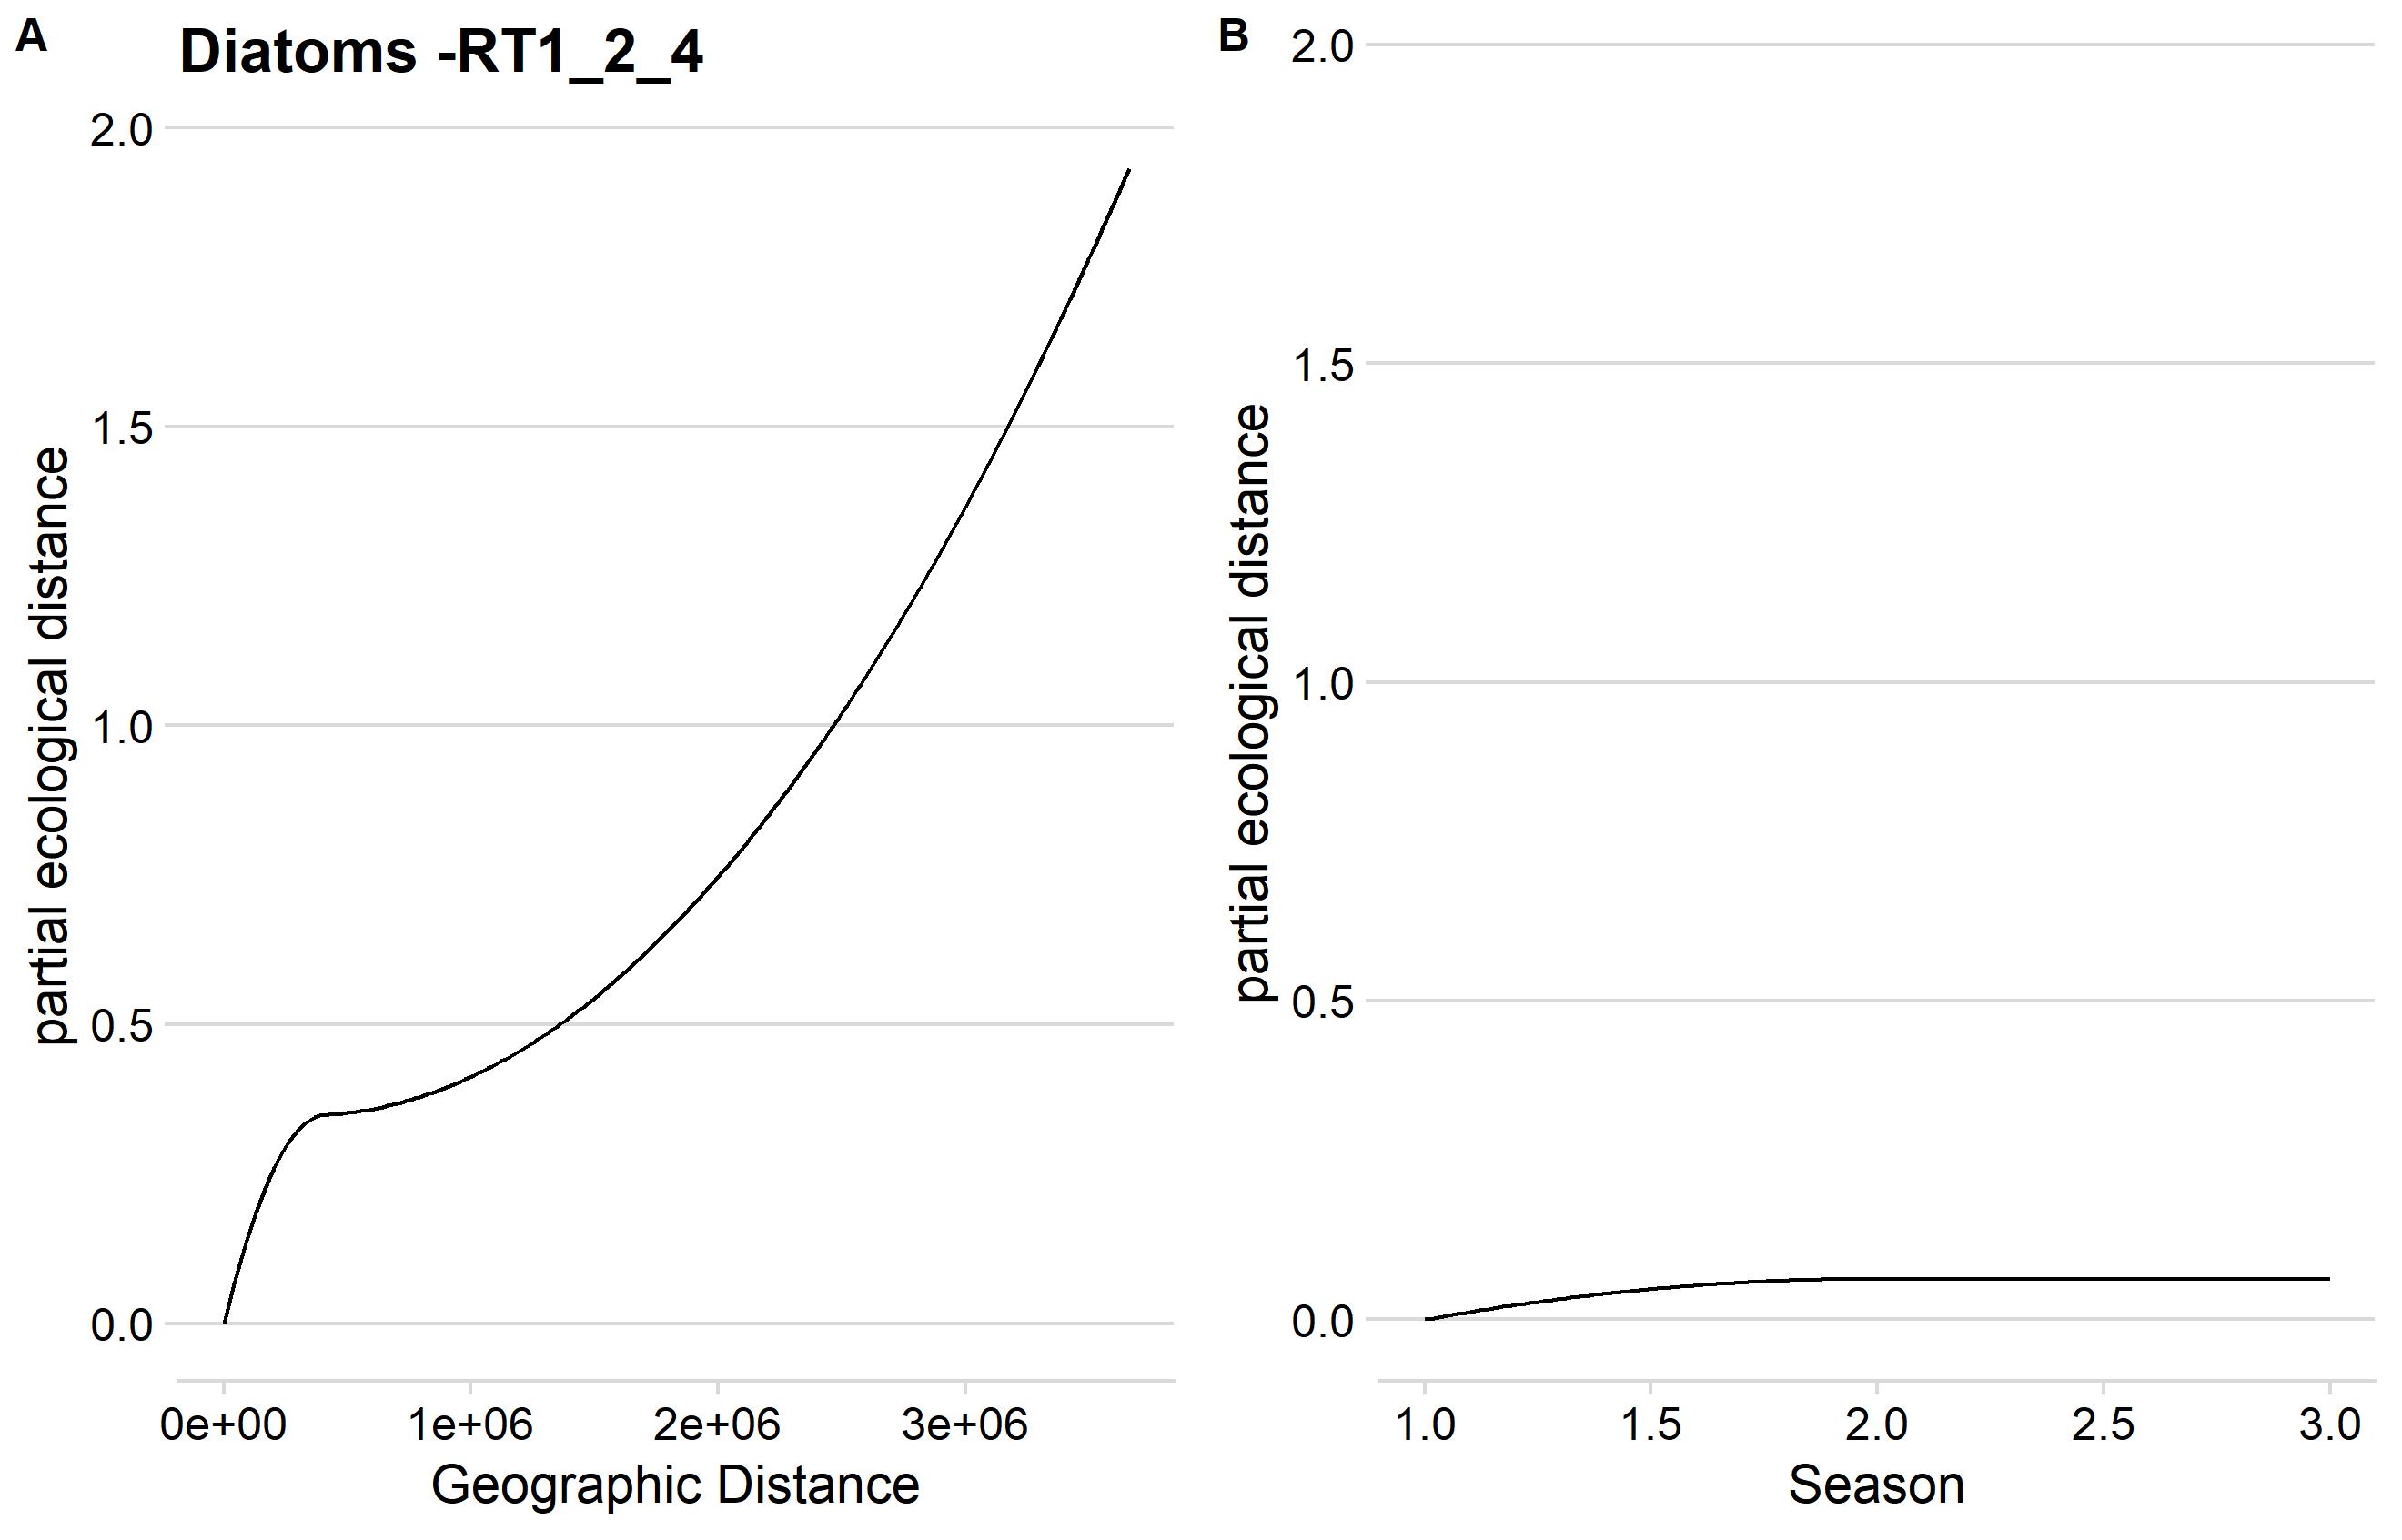 A
Diatoms -RT1_2_4
partial ecological distance
2.0
1.5
1.0
0.5
0.0
0e+00 1e+06 2e+06 3e+06
Geographic Distance
B
partial ecological distance
2.0
1.5
1.0
0.5
0.0
1.0 1.5 2.0 2.5 3.0
Season